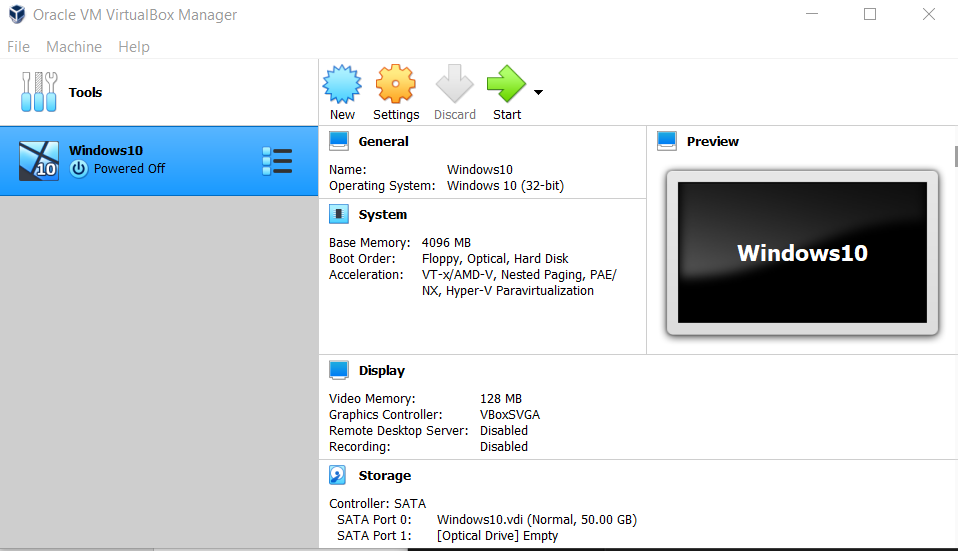 Oracle VM VirtualBox Manager
File Machine Help
Tools
New Settings Discard Start
Windows10
10
Powered Off
General
Name: Windows10
Operating System: Windows 10 (32-bit)
System
Base Memory: 4096 MB
Boot Order: Floppy, Optical, Hard Disk
Acceleration: VT-x/AMD-V, Nested Paging, PAE/
NX, Hyper-V Paravirtualization
Preview
Windows10
Display
Video Memory: 128 MB
Graphics Controller: VBoxSVGA
Remote Desktop Server: Disabled
Recording: Disabled
Storage
Controller: SATA
SATA Port 0: Windows10.vdi (Normal, 50.00 GB)
SATA Port 1: [Optical Drive] Empty